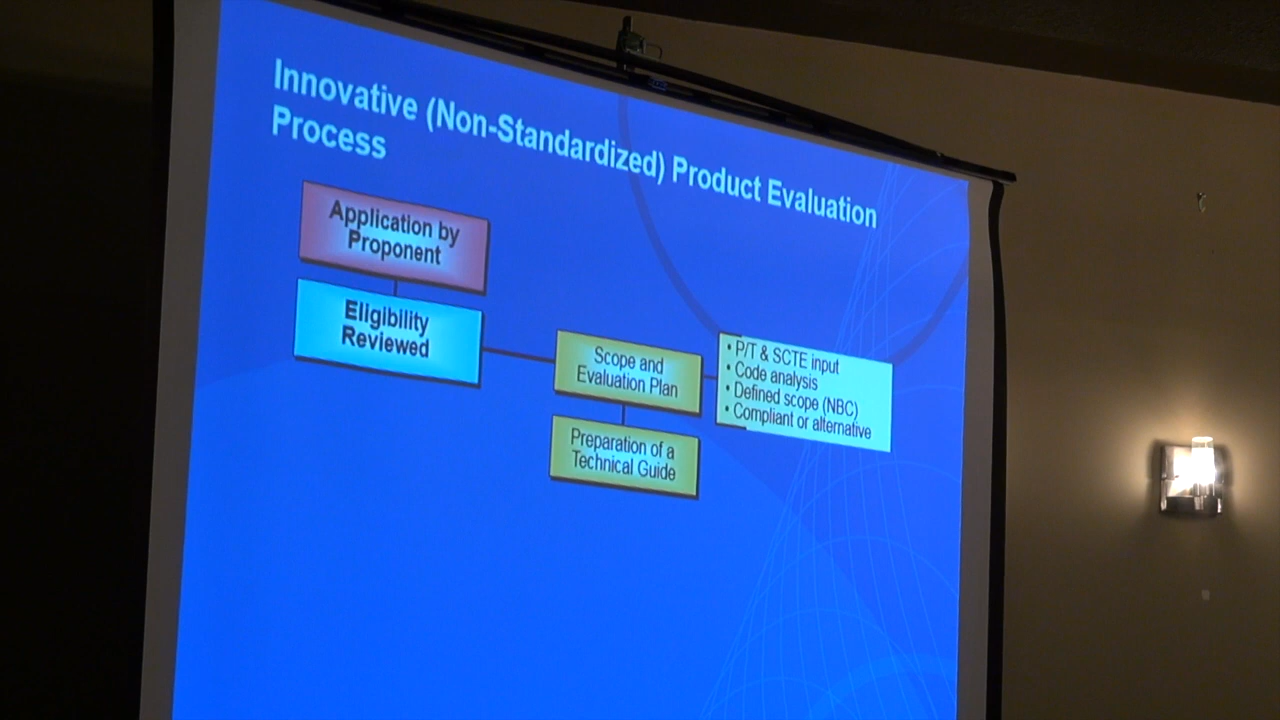 Innovative (Non-Standardized) Product Evaluation
Process
Application by
Proponent
Eligibility
Reviewed
Scope and
Evaluation Plan
• P/T & SCTE input
• Code analysis
• Defined scope (NBC)
• Compliant or alternative
Preparation of a
Technical Guide